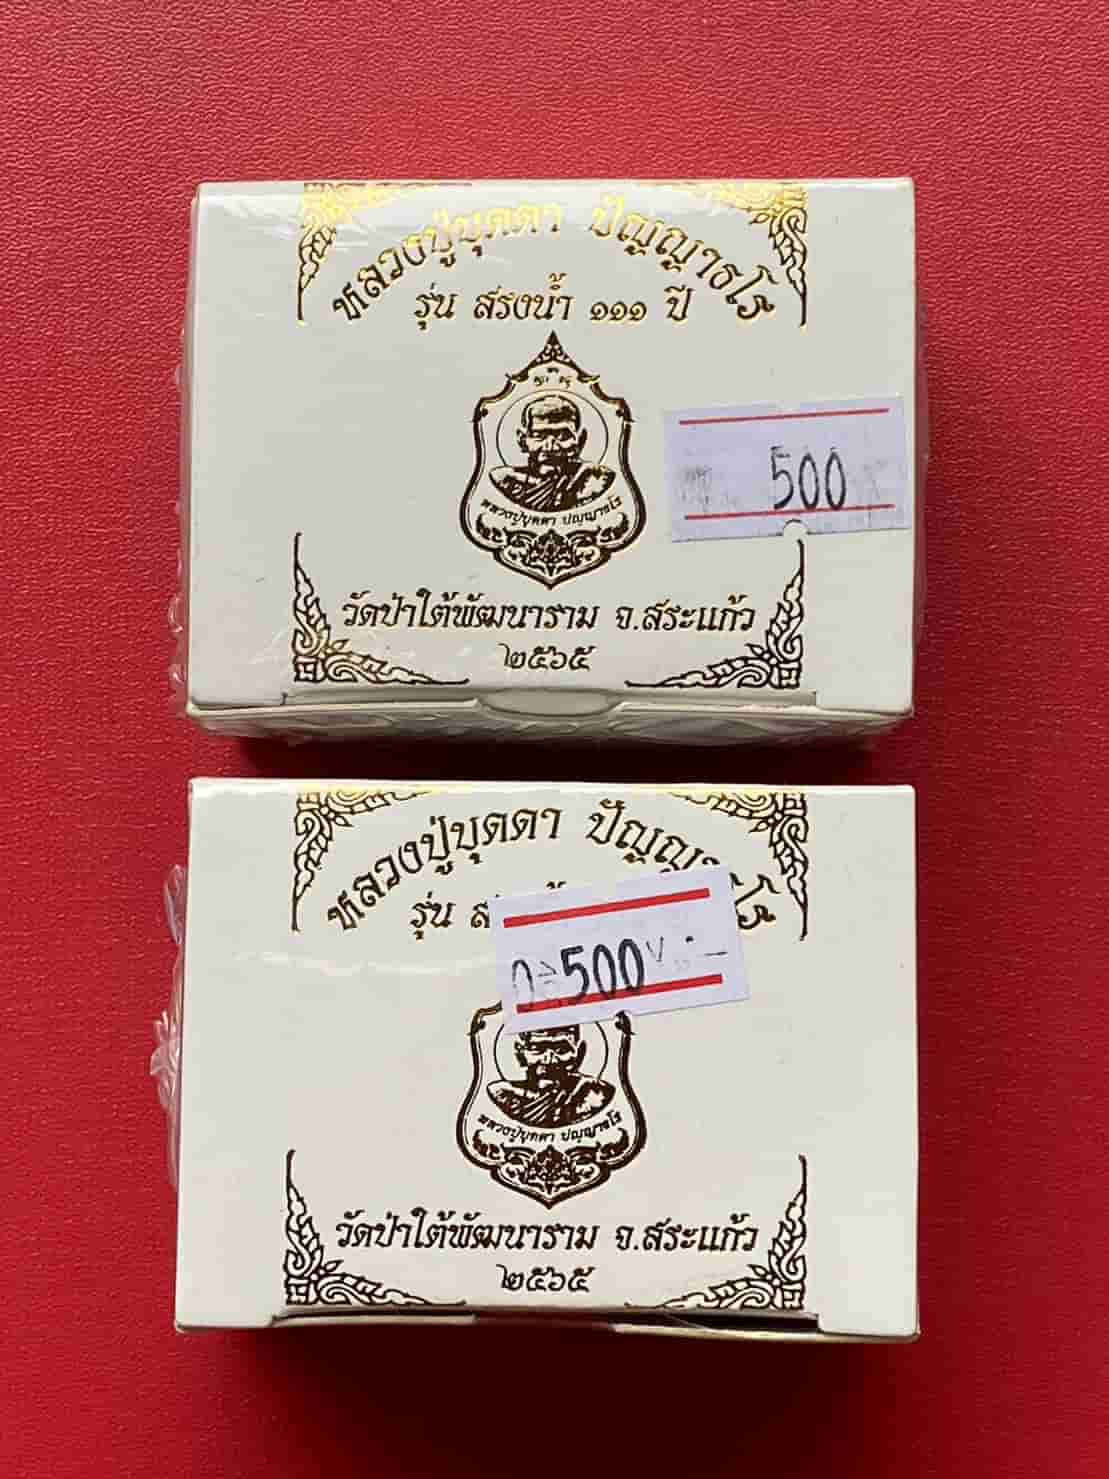 หลวงปู่บุดดา ปัญญาธโร
รุ่น สรงน้ำ ๑๑๑ ปี
หลวงปู่บุดดา ปัญญาธโร
500
วัดป่าใต้พัฒนาราม จ.สระแก้ว
๒๕๖๕
หลวงปู่บุดดา ปัญญาธโร
รุ่น
500
หลวงปู่บุดดา ปัญญาธโร
วัดป่าใต้พัฒนาราม จ.สระแก้ว
๒๕๖๕